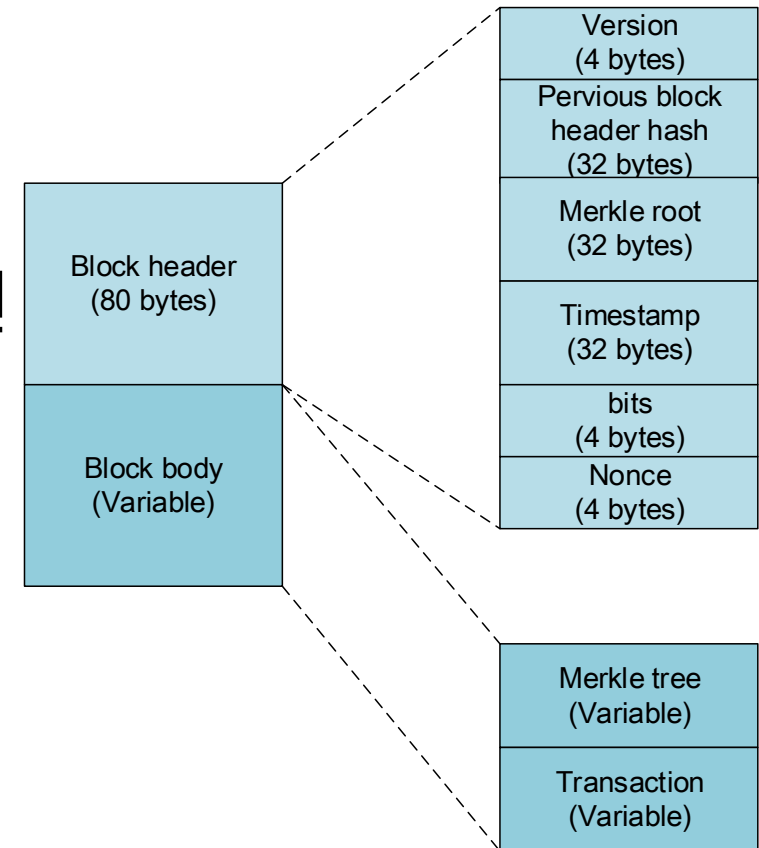 Block header
(80 bytes)
Block body
(Variable)
Version
(4 bytes)
Pervious block
header hash
(32 bytes)
Merkle root
(32 bytes)
Timestamp
(32 bytes)
bits
(4 bytes)
Nonce
(4 bytes)
Merkle tree
(Variable)
Transaction
(Variable)